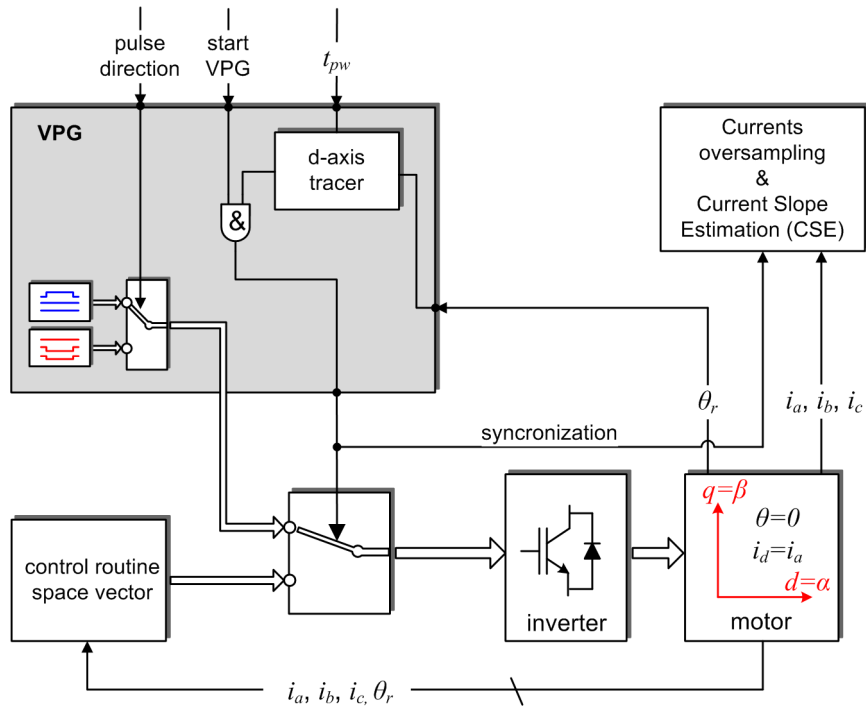 pulse
direction
start
VPG
t_pw
VPG
d-axis
tracer
&
Currents
oversampling
&
Current Slope
Estimation (CSE)
θ_r
i_a, i_b, i_c
syncronization
control routine
space vector
inverter
q=β
θ=0
i_d=i_a
d=α
motor
i_a, i_b, i_c, θ_r